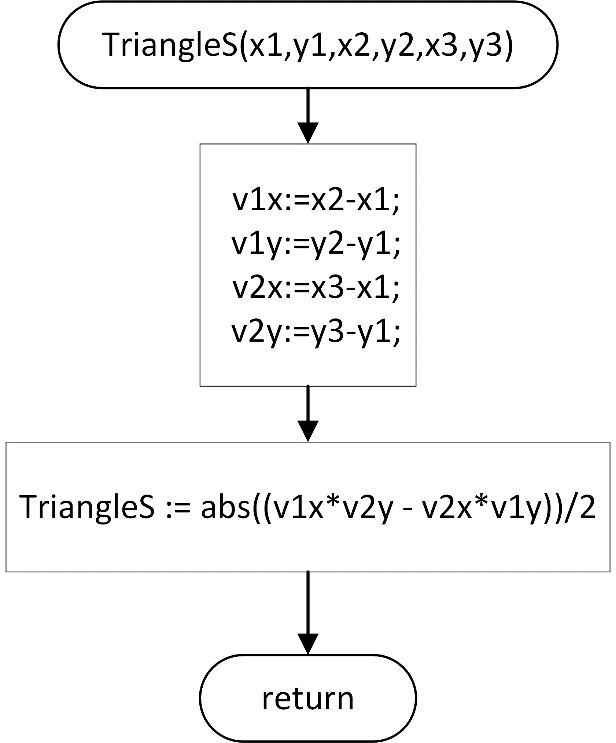 TriangleS(x1,y1,x2,y2,x3,y3)
v1x:=x2-x1;
v1y:=y2-y1;
v2x:=x3-x1;
v2y:=y3-y1;
TriangleS := abs((v1x*v2y - v2x*v1y))/2
return